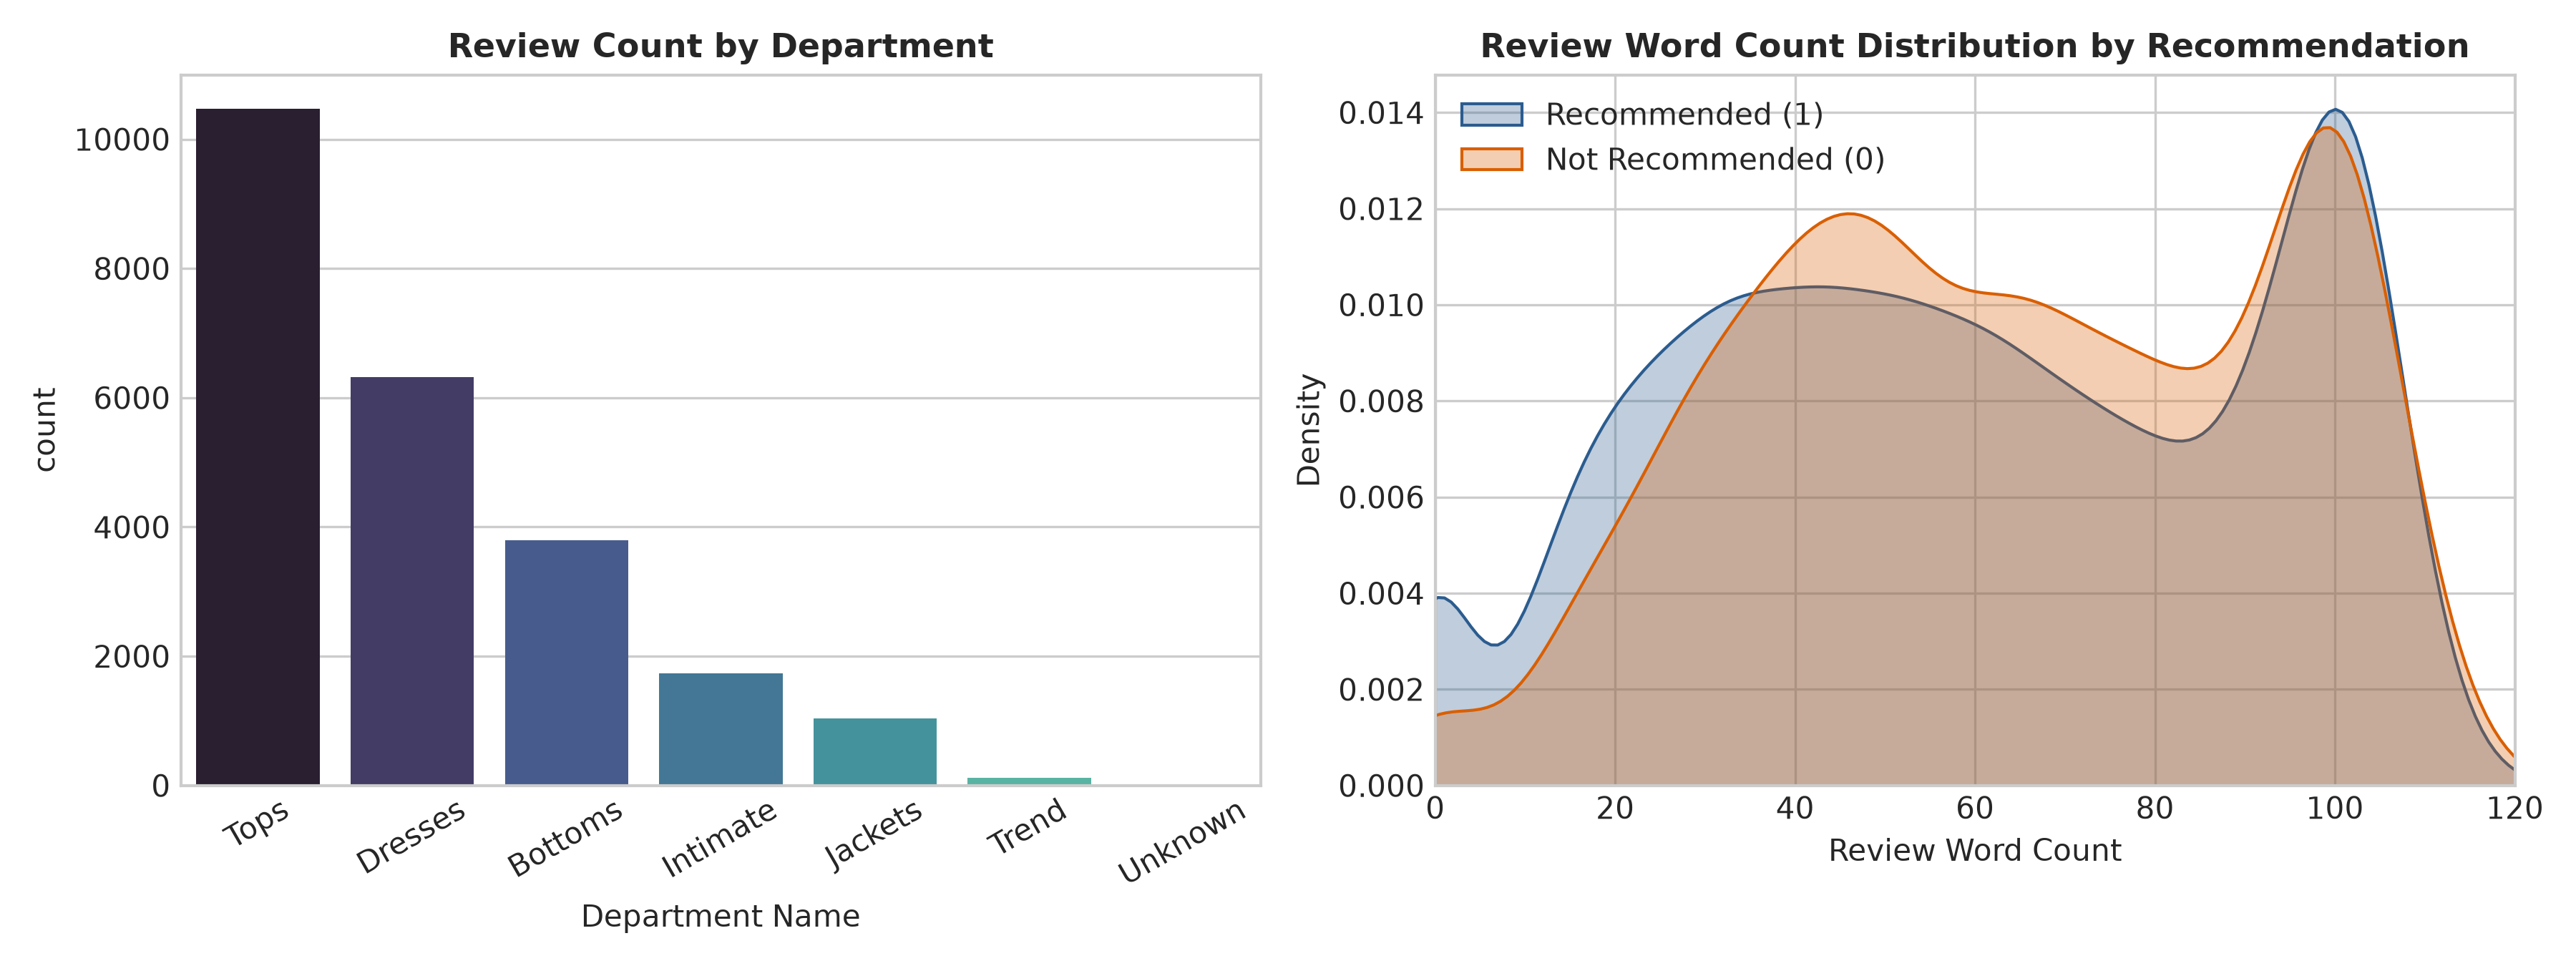 Review Count by Department
10000
8000
6000
4000
2000
0
count
Tops
Dresses
Bottoms
Intimate
Jackets
Trend
Unknown
Department Name
Review Word Count Distribution by Recommendation
Recommended (1)
Not Recommended (0)
0.014
0.012
0.010
0.008
0.006
0.004
0.002
0.000
Density
0
20
40
60
80
100
120
Review Word Count